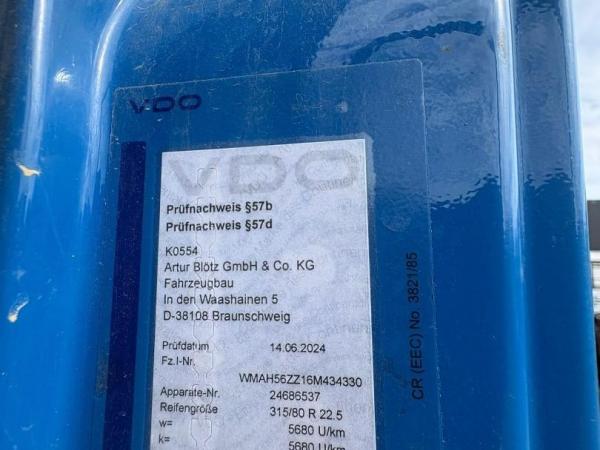 VDO
VDO
Prüfnachweis §57b
Prüfnachweis §57d
K0554
Artur Blötz GmbH & Co. KG
Fahrzeugbau
In den Waashainen 5
D-38108 Braunschweig
Prüfdatum 14.06.2024
Fz.I-Nr.
WMAH56ZZ16M434330
Apparate-Nr. 24686537
Reifengröße 315/80 R 22.5
w= 5680 U/km
k= 5680 U/km
CR (EEC) No 3821/85